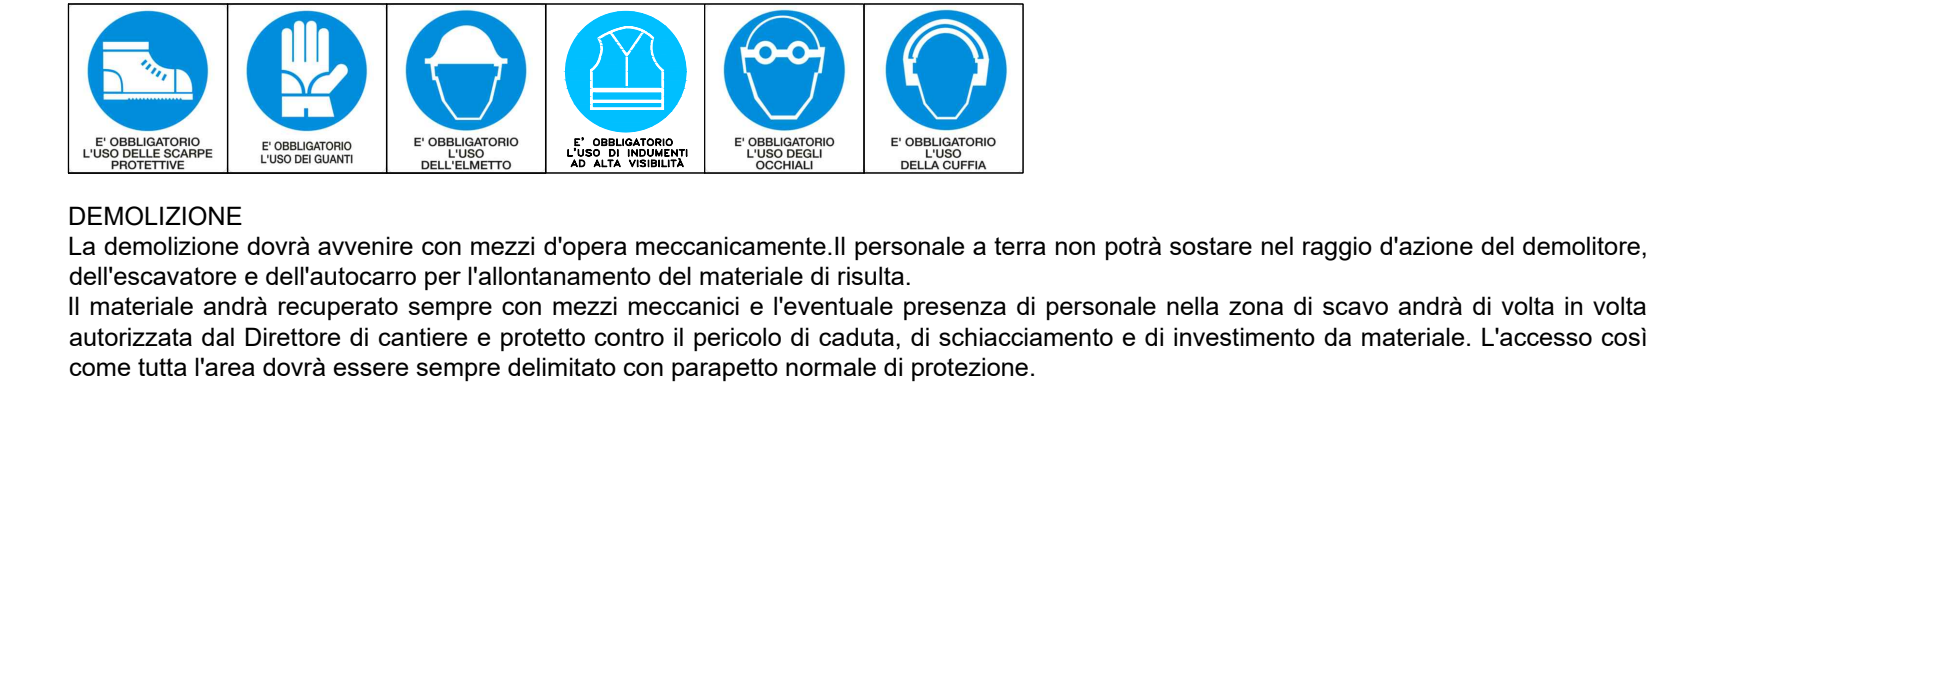 E' OBBLIGATORIO
L'USO DELLE SCARPE
PROTETTIVE
E' OBBLIGATORIO
L'USO DEI GUANTI
E' OBBLIGATORIO
L'USO
DELL'ELMETTO
E' OBBLIGATORIO
L'USO DI INDUMENTI
AD ALTA VISIBILITÀ
E' OBBLIGATORIO
L'USO DEGLI
OCCHIALI
E' OBBLIGATORIO
L'USO
DELLA CUFFIA
DEMOLIZIONE
La demolizione dovrà avvenire con mezzi d'opera meccanicamente.Il personale a terra non potrà sostare nel raggio d'azione del demolitore,
dell'escavatore e dell'autocarro per l'allontanamento del materiale di risulta.
Il materiale andrà recuperato sempre con mezzi meccanici e l'eventuale presenza di personale nella zona di scavo andrà di volta in volta
autorizzata dal Direttore di cantiere e protetto contro il pericolo di caduta, di schiacciamento e di investimento da materiale. L'accesso così
come tutta l'area dovrà essere sempre delimitato con parapetto normale di protezione.